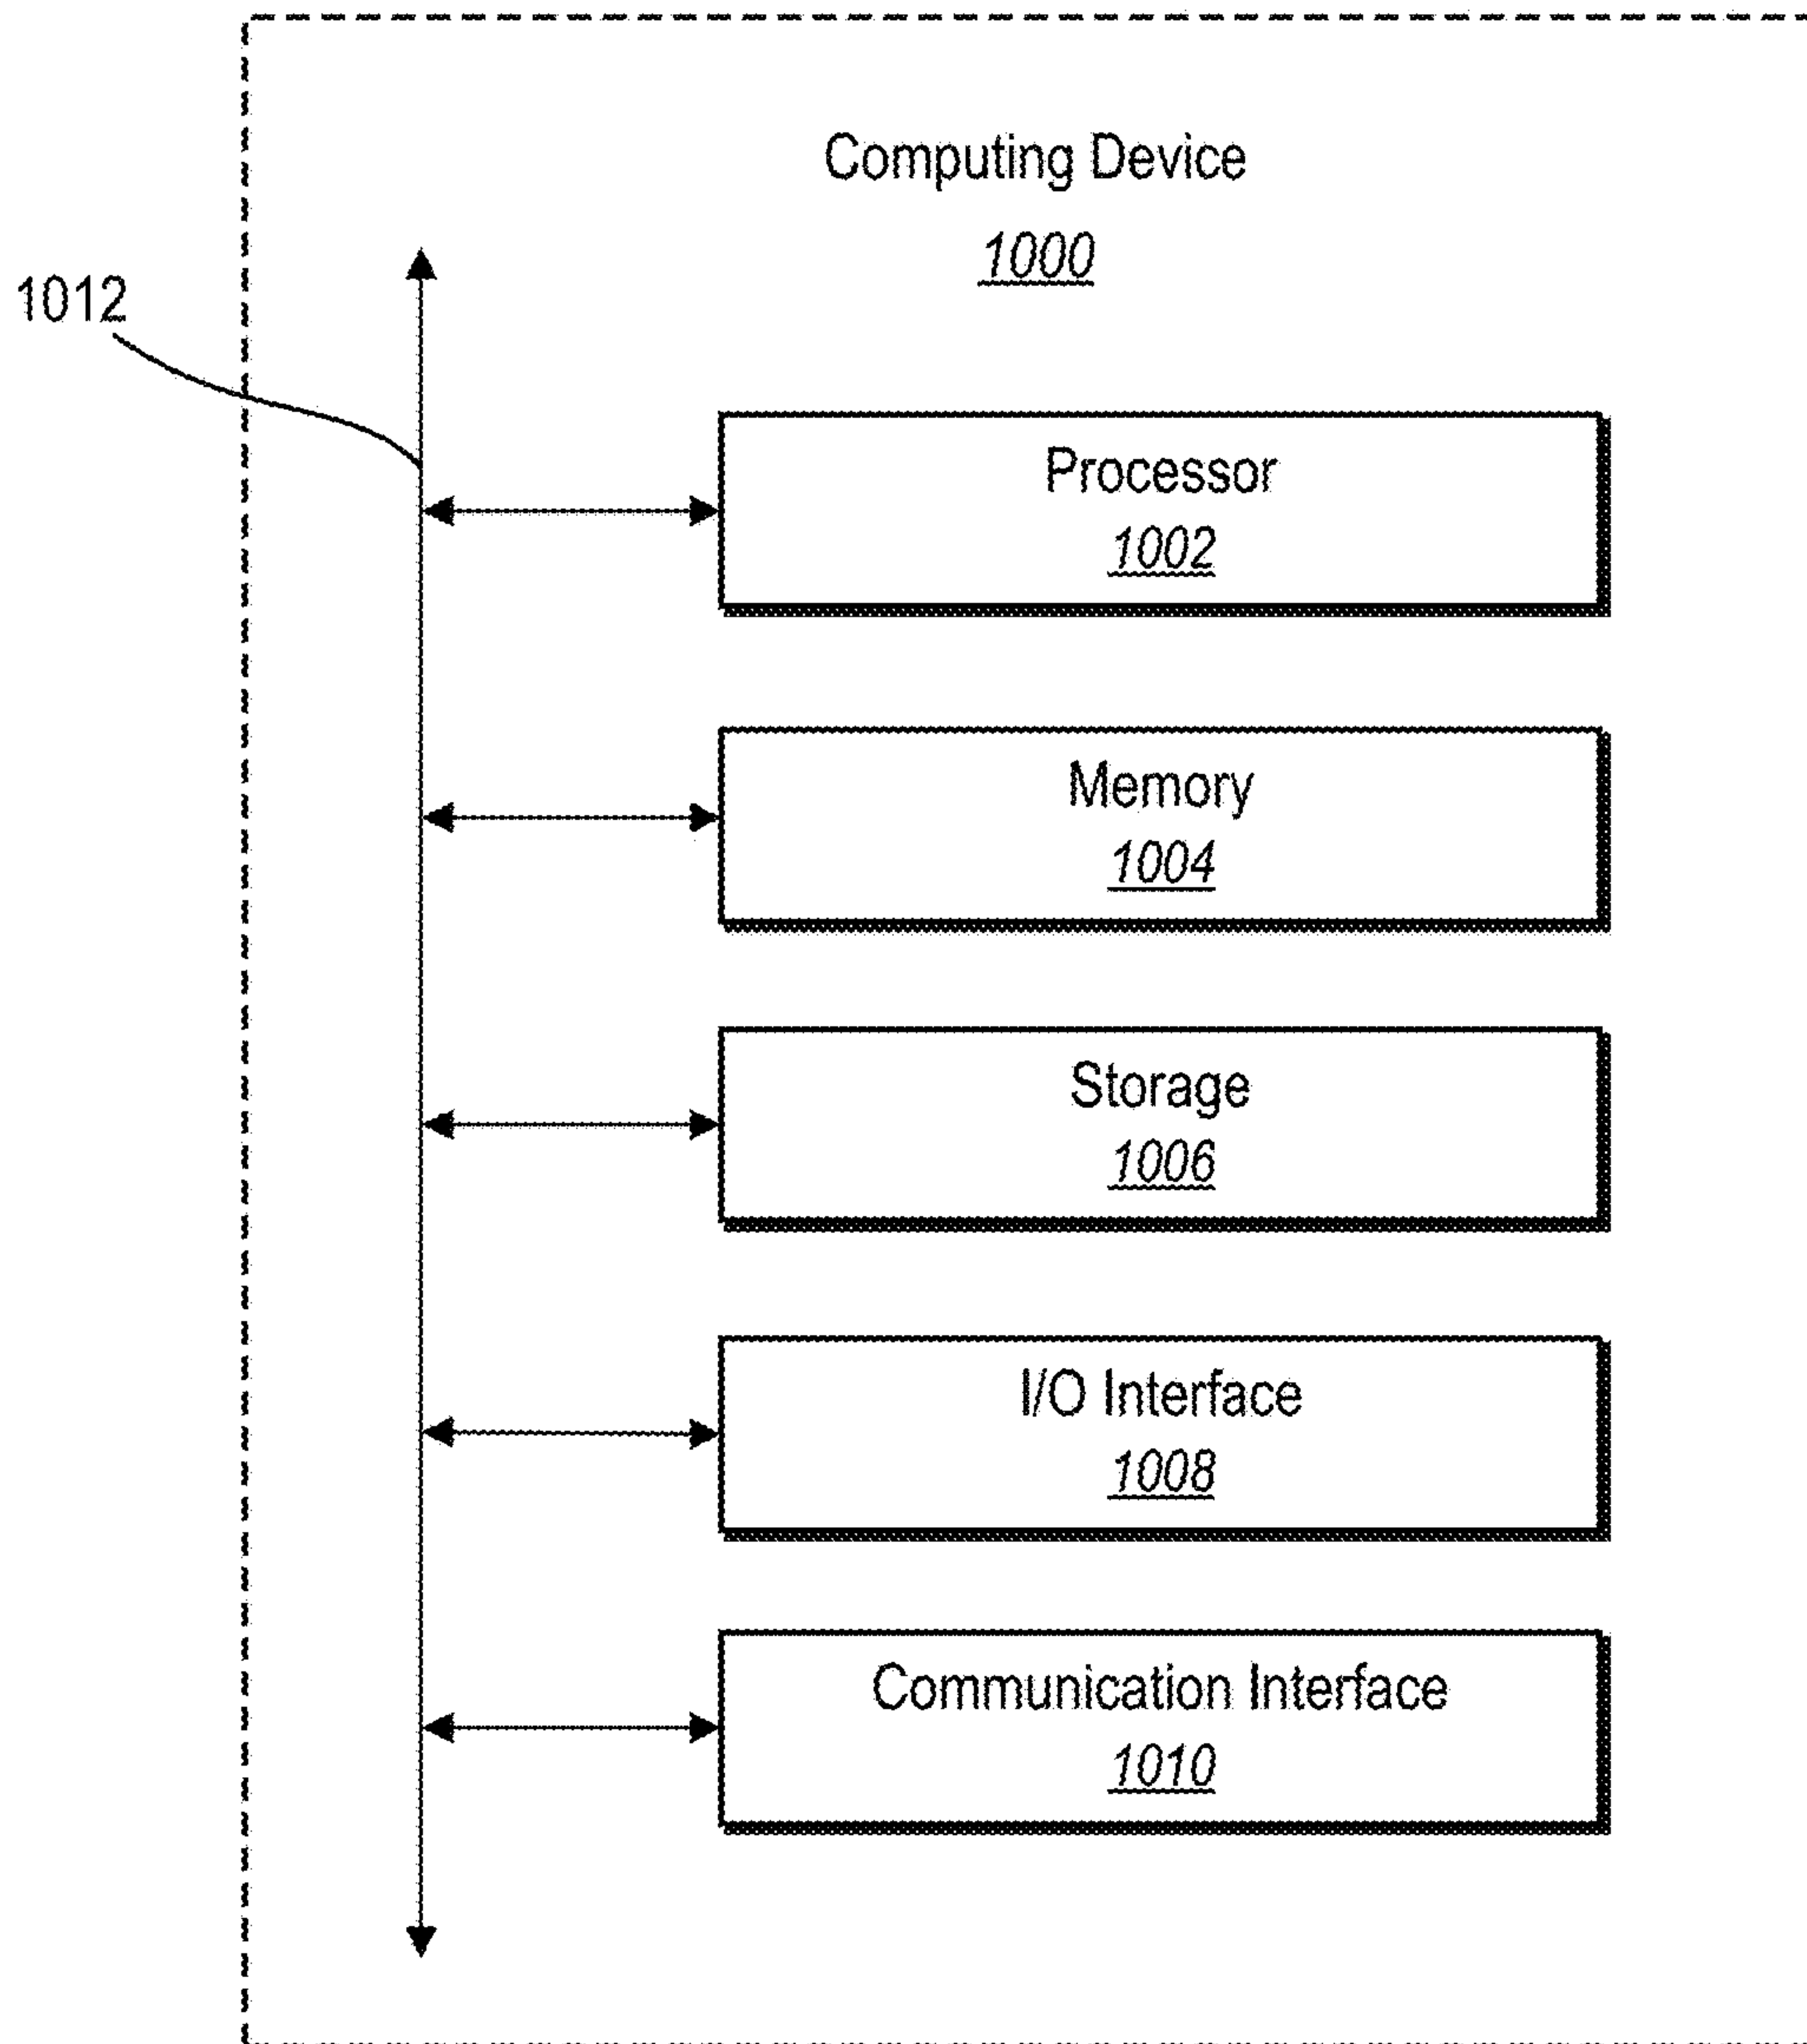 Computing Device
1000
1012
Processor
1002
Memory
1004
Storage
1006
I/O Interface
1008
Communication Interface
1010